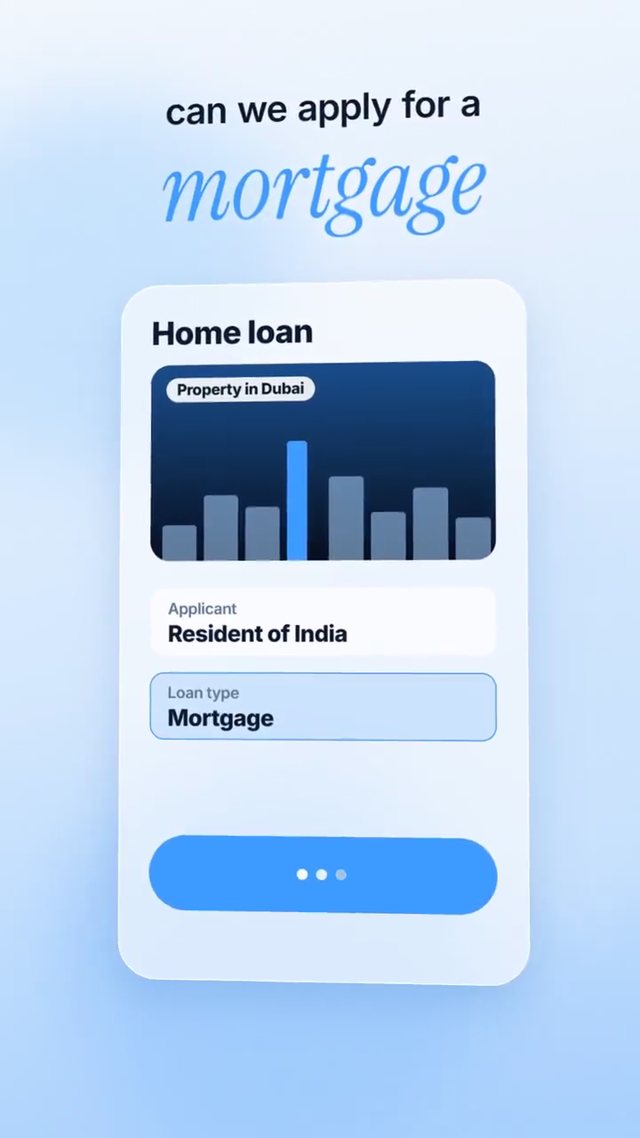 can we apply for a
mortgage
Home loan
Property in Dubai
Applicant
Resident of India
Loan type
Mortgage